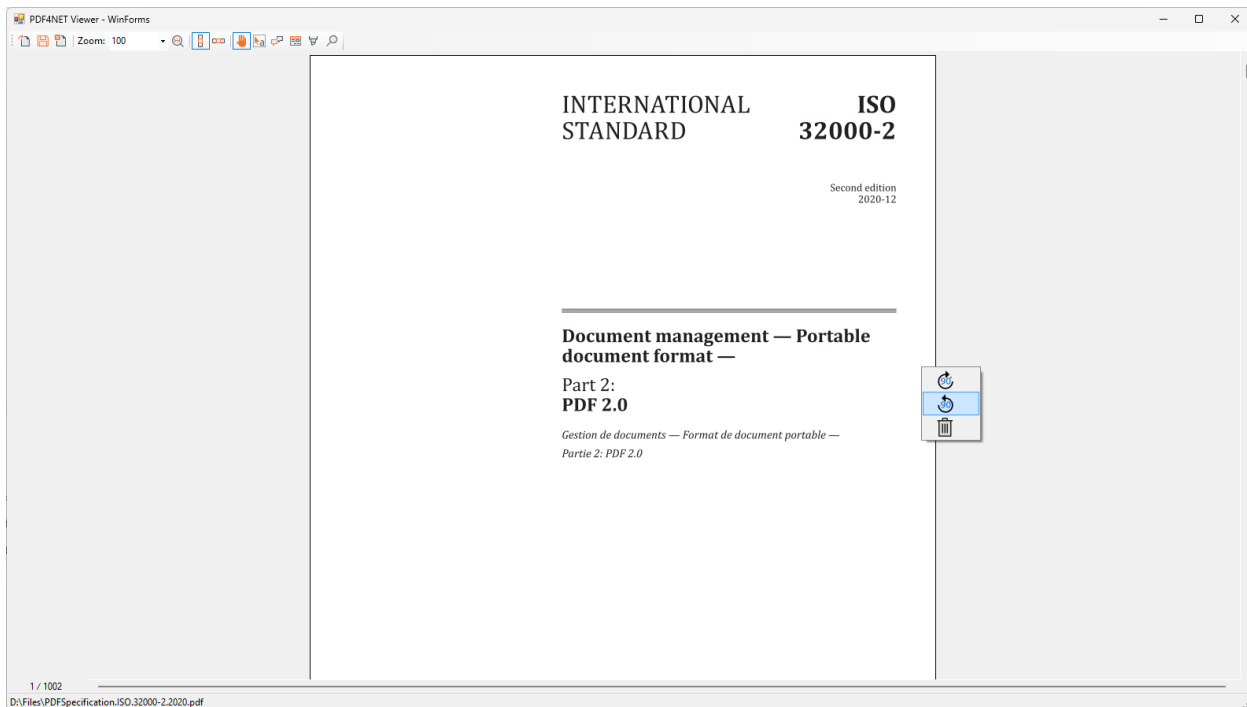 PDF4NET Viewer - WinForms
Zoom: 100
a
INTERNATIONAL STANDARD
ISO 32000-2
Second edition
2020-12
Document management — Portable
document format —
Part 2:
PDF 2.0
Gestion de documents — Format de document portable —
Partie 2: PDF 2.0
90
90
1 / 1002
D:\Files\PDFSpecification.ISO.32000-2.2020.pdf